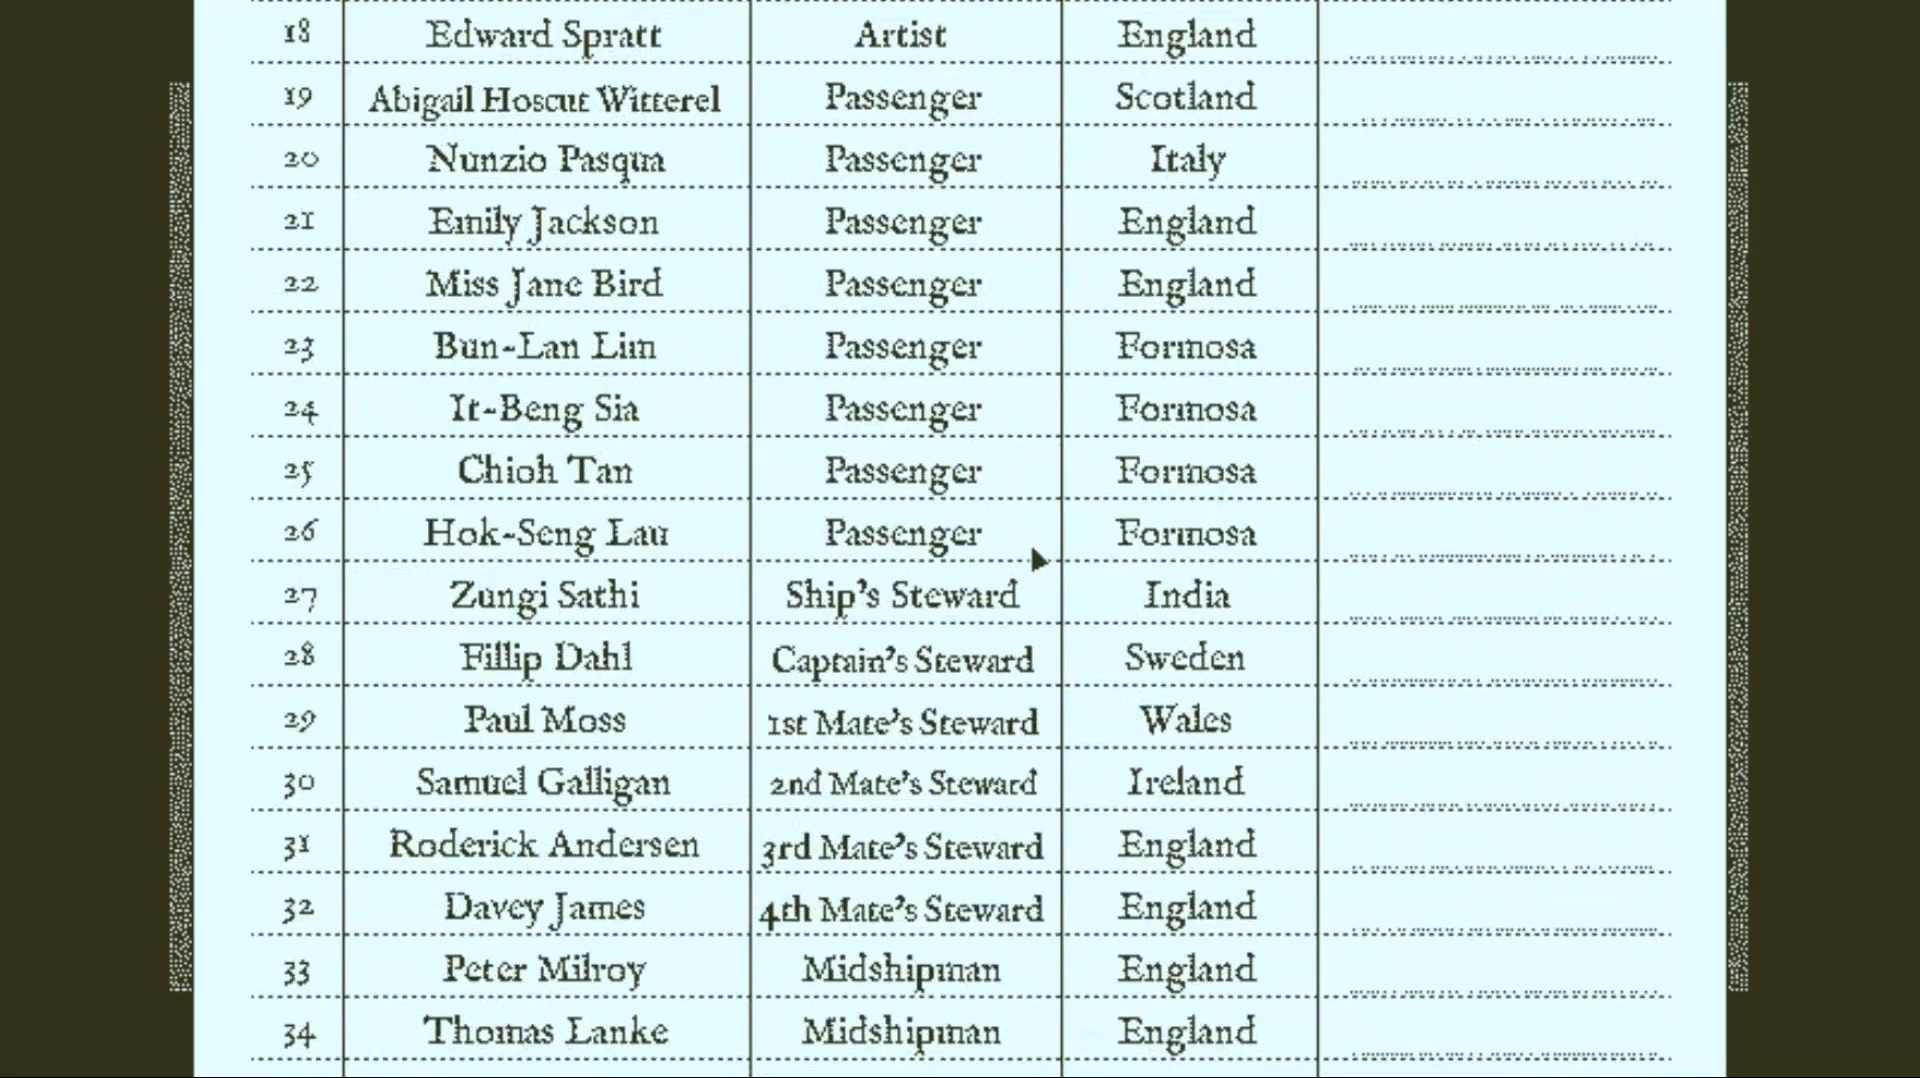 18 Edward Spratt Artist England
19 Abigail Hoscut Witterel Passenger Scotland
20 Nunzio Pasqua Passenger Italy
21 Emily Jackson Passenger England
22 Miss Jane Bird Passenger England
23 Bun-Lan Lim Passenger Formosa
24 It-Beng Sia Passenger Formosa
25 Chioh Tan Passenger Formosa
26 Hok-Seng Lau Passenger Formosa
27 Zungi Sathi Ship's Steward India
28 Fillip Dahl Captain's Steward Sweden
29 Paul Moss 1st Mate's Steward Wales
30 Samuel Galligan 2nd Mate's Steward Ireland
31 Roderick Andersen 3rd Mate's Steward England
32 Davey James 4th Mate's Steward England
33 Peter Milroy Midshipman England
34 Thomas Lanke Midshipman England